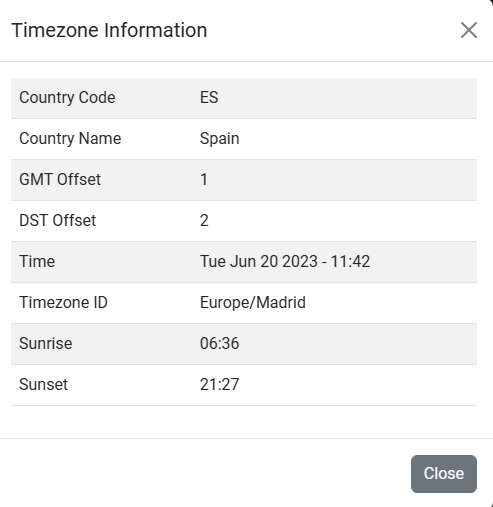 Timezone Information
Country Code ES
Country Name Spain
GMT Offset 1
DST Offset 2
Time Tue Jun 20 2023 - 11:42
Timezone ID Europe/Madrid
Sunrise 06:36
Sunset 21:27
Close